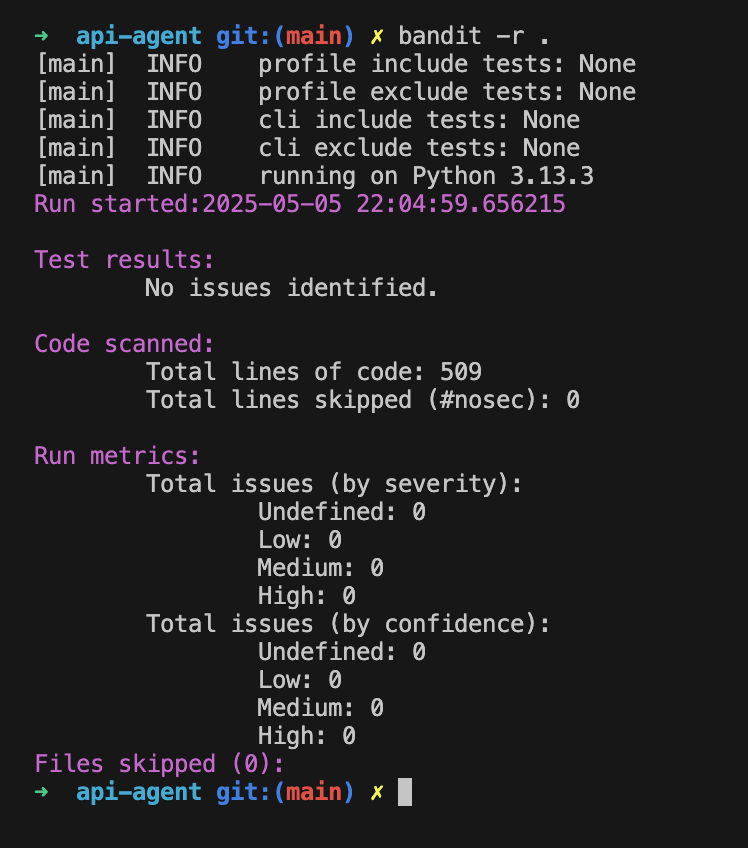 ➜  api-agent git:(main) ✗ bandit -r .
[main]  INFO    profile include tests: None
[main]  INFO    profile exclude tests: None
[main]  INFO    cli include tests: None
[main]  INFO    cli exclude tests: None
[main]  INFO    running on Python 3.13.3
Run started:2025-05-05 22:04:59.656215

Test results:
        No issues identified.

Code scanned:
        Total lines of code: 509
        Total lines skipped (#nosec): 0

Run metrics:
        Total issues (by severity):
                Undefined: 0
                Low: 0
                Medium: 0
                High: 0
        Total issues (by confidence):
                Undefined: 0
                Low: 0
                Medium: 0
                High: 0
Files skipped (0):
➜  api-agent git:(main) ✗